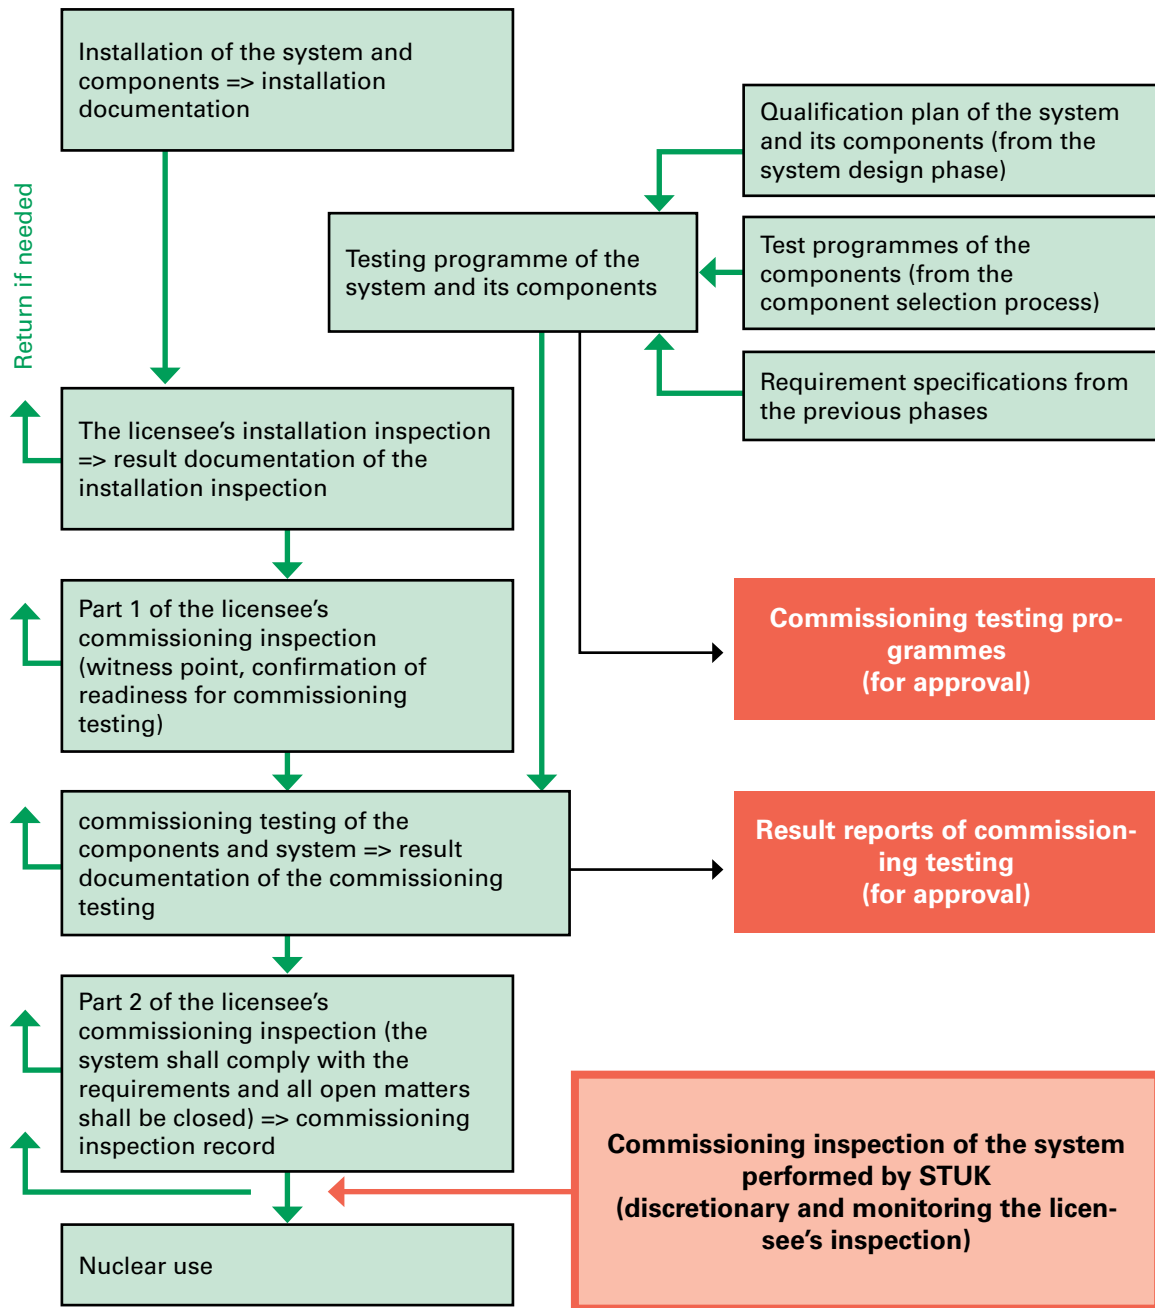 Installation of the system and
components => installation
documentation
Qualification plan of the system
and its components (from the
system design phase)
Return if needed
Testing programme of the
system and its components
Test programmes of the
components (from the
component selection process)
Requirement specifications from
the previous phases
The licensee’s installation inspection
=> result documentation of the
installation inspection
Part 1 of the licensee’s
commissioning inspection
(witness point, confirmation of
readiness for commissioning
testing)
Commissioning testing pro-
grammes
(for approval)
commissioning testing of the
components and system => result
documentation of the commissioning
testing
Result reports of commission-
ing testing
(for approval)
Part 2 of the licensee’s
commissioning inspection (the
system shall comply with the
requirements and all open matters
shall be closed) => commissioning
inspection record
Commissioning inspection of the system
performed by STUK
(discretionary and monitoring the licen-
see’s inspection)
Nuclear use